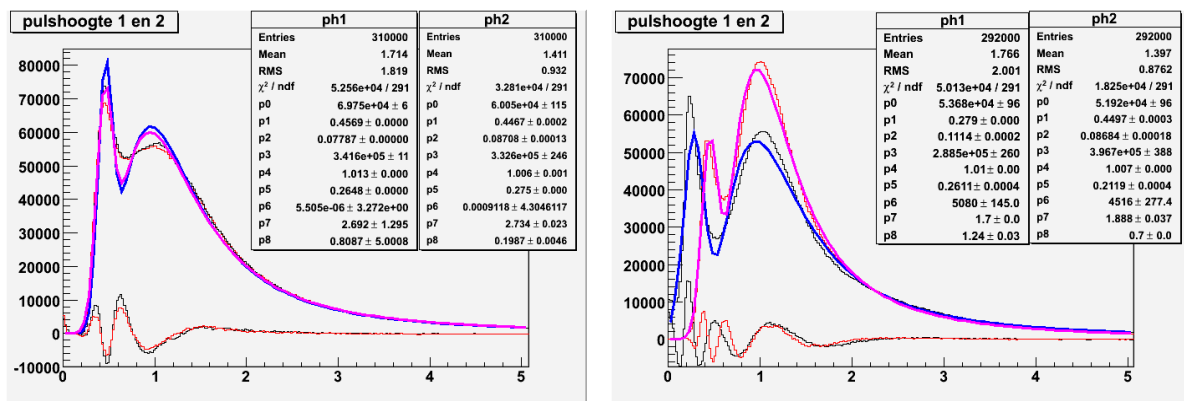 pulshoogte 1 en 2
ph1
Entries 310000
Mean 1.714
RMS 1.819
χ² / ndf 5.256e+04 / 291
p0 6.975e+04 ± 6
p1 0.4569 ± 0.0000
p2 0.07787 ± 0.00000
p3 3.416e+05 ± 11
p4 1.013 ± 0.000
p5 0.2648 ± 0.0000
p6 5.505e-06 ± 3.272e+00
p7 2.692 ± 1.295
p8 0.8087 ± 5.0008
ph2
Entries 310000
Mean 1.411
RMS 0.932
χ² / ndf 3.281e+04 / 291
p0 6.005e+04 ± 115
p1 0.4467 ± 0.0002
p2 0.08708 ± 0.00013
p3 3.326e+05 ± 246
p4 1.006 ± 0.001
p5 0.275 ± 0.000
p6 0.0009118 ± 4.3046117
p7 2.734 ± 0.023
p8 0.1987 ± 0.0046
80000
70000
60000
50000
40000
30000
20000
10000
0
-10000
0 1 2 3 4 5
pulshoogte 1 en 2
ph1
Entries 292000
Mean 1.766
RMS 2.001
χ² / ndf 5.013e+04 / 291
p0 5.368e+04 ± 96
p1 0.279 ± 0.000
p2 0.1114 ± 0.0002
p3 2.885e+05 ± 260
p4 1.01 ± 0.00
p5 0.2611 ± 0.0004
p6 5080 ± 145.0
p7 1.7 ± 0.0
p8 1.24 ± 0.03
ph2
Entries 292000
Mean 1.397
RMS 0.8762
χ² / ndf 1.825e+04 / 291
p0 5.192e+04 ± 96
p1 0.4497 ± 0.0003
p2 0.08684 ± 0.00018
p3 3.967e+05 ± 388
p4 1.007 ± 0.000
p5 0.2119 ± 0.0004
p6 4516 ± 277.4
p7 1.888 ± 0.037
p8 0.7 ± 0.0
70000
60000
50000
40000
30000
20000
10000
0
0 1 2 3 4 5